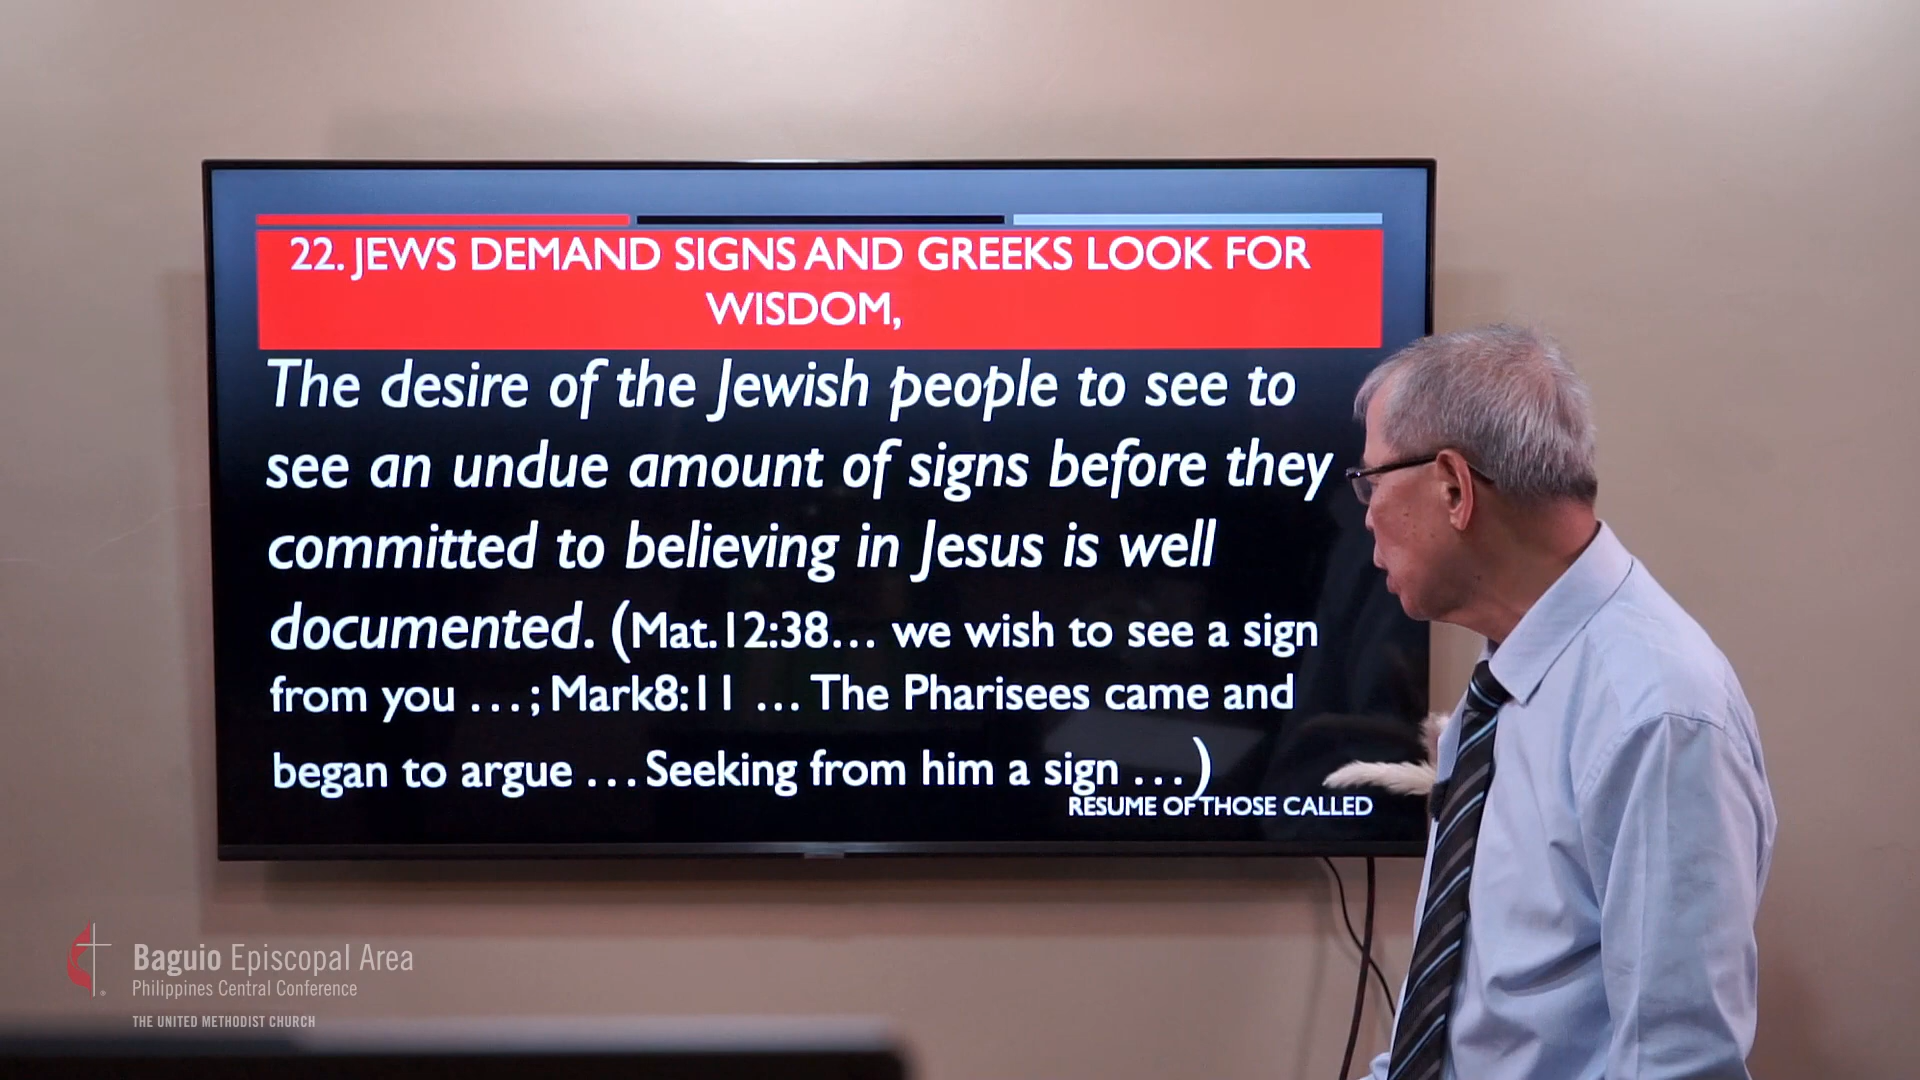 22. JEWS DEMAND SIGNS AND GREEKS LOOK FOR
WISDOM,
The desire of the Jewish people to see to
see an undue amount of signs before they
committed to believing in Jesus is well
documented. (Mat.12:38... we wish to see a sign
from you ...; Mark8:11 ... The Pharisees came and
began to argue ... Seeking from him a sign ...)
RESUME OF THOSE CALLED
Baguio Episcopal Area
Philippines Central Conference
THE UNITED METHODIST CHURCH